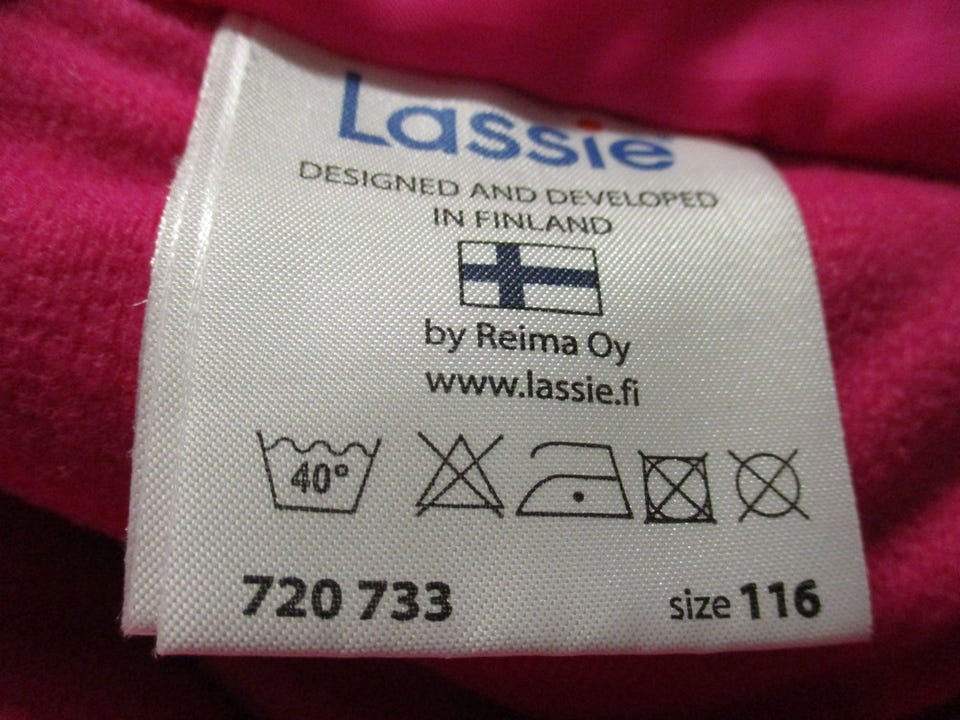 Lassie
DESIGNED AND DEVELOPED
IN FINLAND
by Reima Oy
www.lassie.fi
40°
720 733 size 116